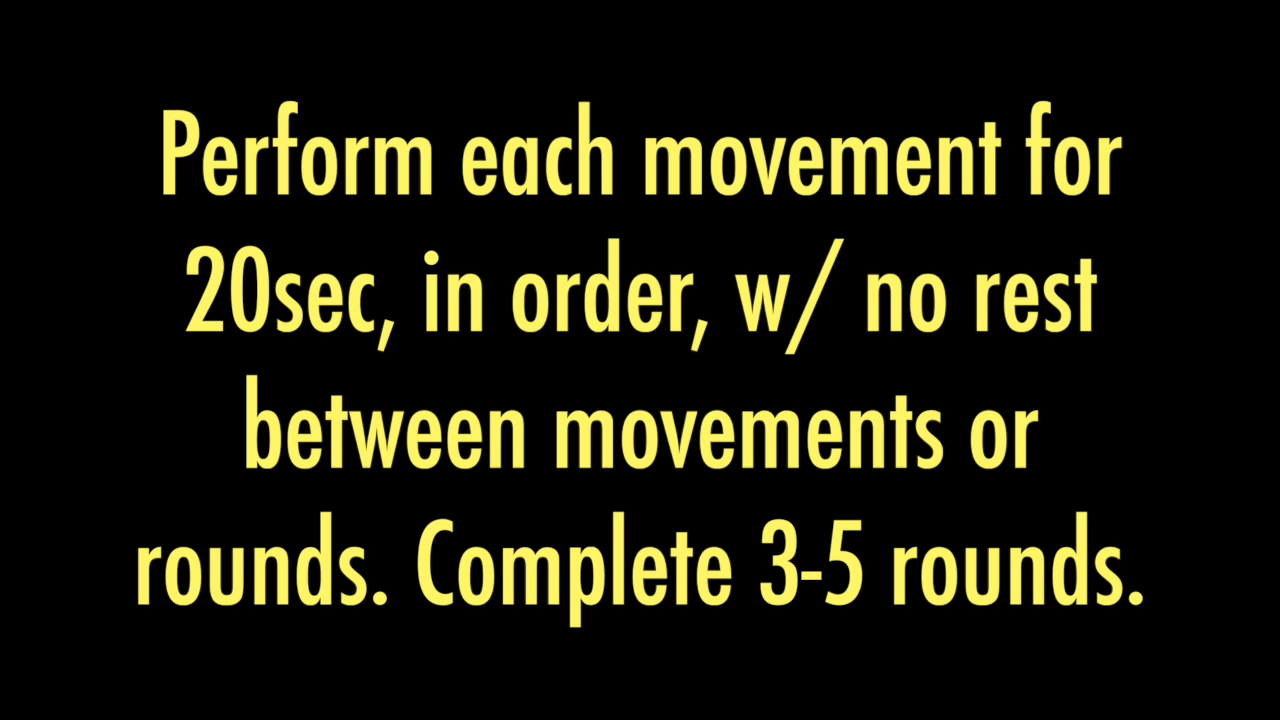 Perform each movement for
20sec, in order, w/ no rest
between movements or
rounds. Complete 3-5 rounds.